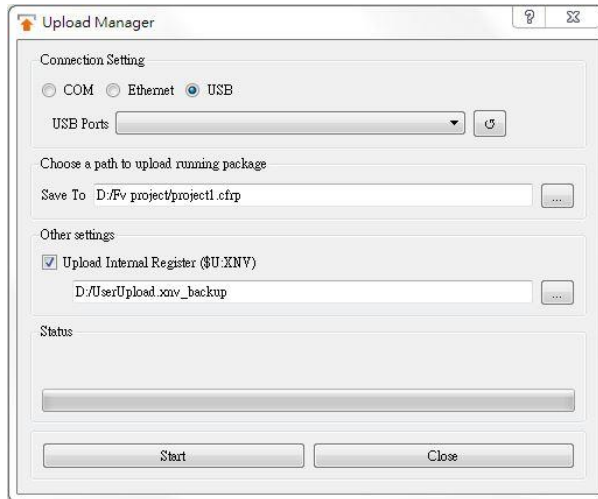 Upload Manager
Connection Setting
COM Ethernet USB
USB Ports
Choose a path to upload running package
Save To D:/Fv project/project1.cfrp ...
Other settings
Upload Internal Register ($U:XNV)
D:/UserUpload.xnv_backup ...
Status
Start Close